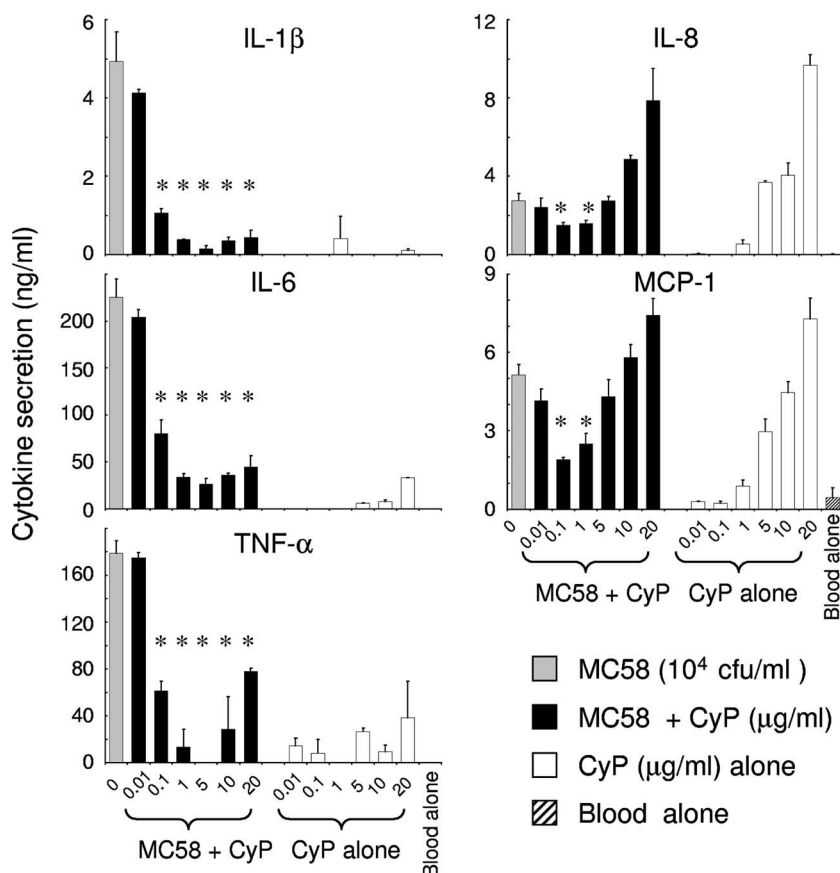 Cytokine secretion (ng/ml)
IL-1β
6
4
2
0
* * * * *
IL-6
200
150
100
50
0
* * * * *
TNF-α
160
120
80
40
0
* * * * *
0 0.01 0.1 1 5 10 20 0.01 0.1 1 5 10 20 Blood alone
MC58 + CyP CyP alone
IL-8
12
9
6
3
0
* *
MCP-1
9
6
3
0
* *
0 0.01 0.1 1 5 10 20 0.01 0.1 1 5 10 20 Blood alone
MC58 + CyP CyP alone
MC58 (10⁴ cfu/ml )
MC58 + CyP (μg/ml)
CyP (μg/ml) alone
Blood alone